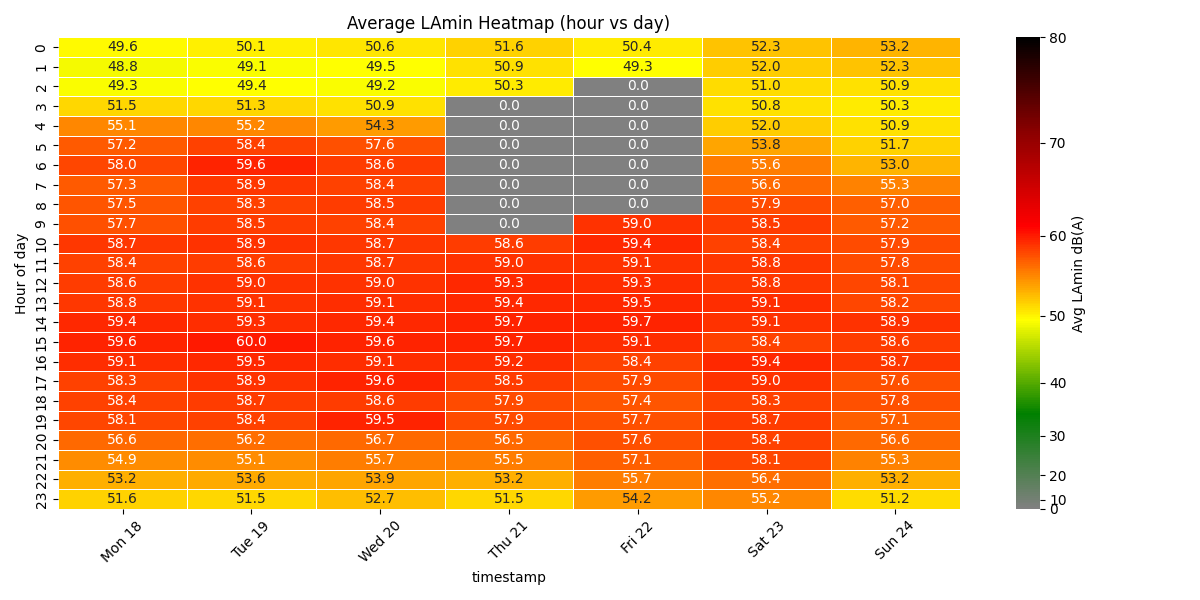 Average LAmin Heatmap (hour vs day)
0 49.6 50.1 50.6 51.6 50.4 52.3 53.2
1 48.8 49.1 49.5 50.9 49.3 52.0 52.3
2 49.3 49.4 49.2 50.3 0.0 51.0 50.9
3 51.5 51.3 50.9 0.0 0.0 50.8 50.3
4 55.1 55.2 54.3 0.0 0.0 52.0 50.9
5 57.2 58.4 57.6 0.0 0.0 53.8 51.7
6 58.0 59.6 58.6 0.0 0.0 55.6 53.0
7 57.3 58.9 58.4 0.0 0.0 56.6 55.3
8 57.5 58.3 58.5 0.0 0.0 57.9 57.0
9 57.7 58.5 58.4 0.0 59.0 58.5 57.2
10 58.7 58.9 58.7 58.6 59.4 58.4 57.9
11 58.4 58.6 58.7 59.0 59.1 58.8 57.8
12 58.6 59.0 59.0 59.3 59.3 58.8 58.1
13 58.8 59.1 59.1 59.4 59.5 59.1 58.2
14 59.4 59.3 59.4 59.7 59.7 59.1 58.9
15 59.6 60.0 59.6 59.7 59.1 58.4 58.6
16 59.1 59.5 59.1 59.2 58.4 59.4 58.7
17 58.3 58.9 59.6 58.5 57.9 59.0 57.6
18 58.4 58.7 58.6 57.9 57.4 58.3 57.8
19 58.1 58.4 59.5 57.9 57.7 58.7 57.1
20 56.6 56.2 56.7 56.5 57.6 58.4 56.6
21 54.9 55.1 55.7 55.5 57.1 58.1 55.3
22 53.2 53.6 53.9 53.2 55.7 56.4 53.2
23 51.6 51.5 52.7 51.5 54.2 55.2 51.2
Hour of day
Mon 18 Tue 19 Wed 20 Thu 21 Fri 22 Sat 23 Sun 24
timestamp
80
70
60
50
40
30
20
10
0
Avg LAmin dB(A)